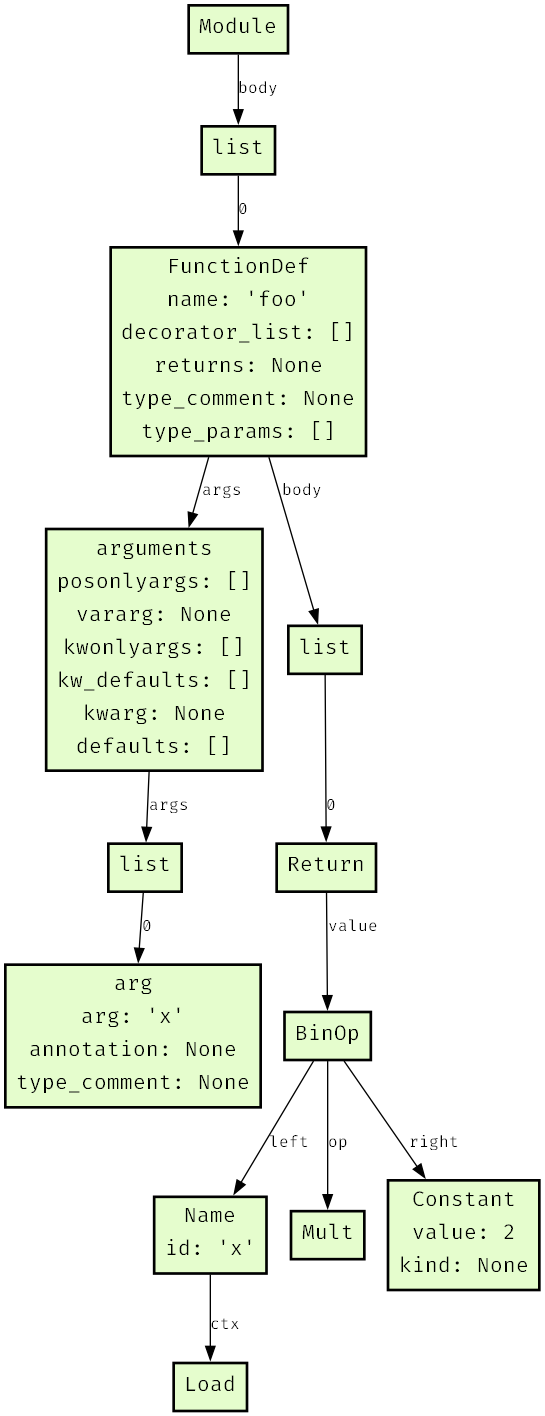 Module
body
list
0
FunctionDef
name: 'foo'
decorator_list: []
returns: None
type_comment: None
type_params: []
args
body
arguments
posonlyargs: []
vararg: None
kwonlyargs: []
kw_defaults: []
kwarg: None
defaults: []
list
args
0
list
Return
0
value
arg
arg: 'x'
annotation: None
type_comment: None
BinOp
left
op
right
Name
id: 'x'
Mult
Constant
value: 2
kind: None
ctx
Load